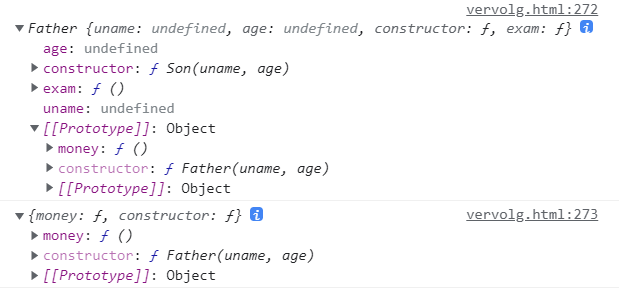 vervolg.html:272
Father {uname: undefined, age: undefined, constructor: ƒ, exam: ƒ}
age: undefined
constructor: ƒ Son(uname, age)
exam: ƒ ()
uname: undefined
[[Prototype]]: Object
money: ƒ ()
constructor: ƒ Father(uname, age)
[[Prototype]]: Object
{money: ƒ, constructor: ƒ} vervolg.html:273
money: ƒ ()
constructor: ƒ Father(uname, age)
[[Prototype]]: Object